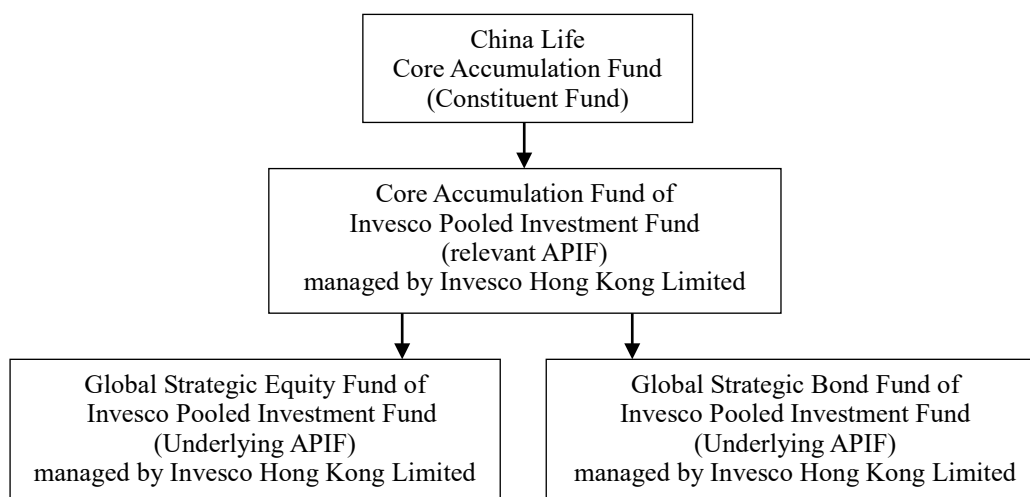 China Life
Core Accumulation Fund
(Constituent Fund)
Core Accumulation Fund of
Invesco Pooled Investment Fund
(relevant APIF)
managed by Invesco Hong Kong Limited
Global Strategic Equity Fund of
Invesco Pooled Investment Fund
(Underlying APIF)
managed by Invesco Hong Kong Limited
Global Strategic Bond Fund of
Invesco Pooled Investment Fund
(Underlying APIF)
managed by Invesco Hong Kong Limited